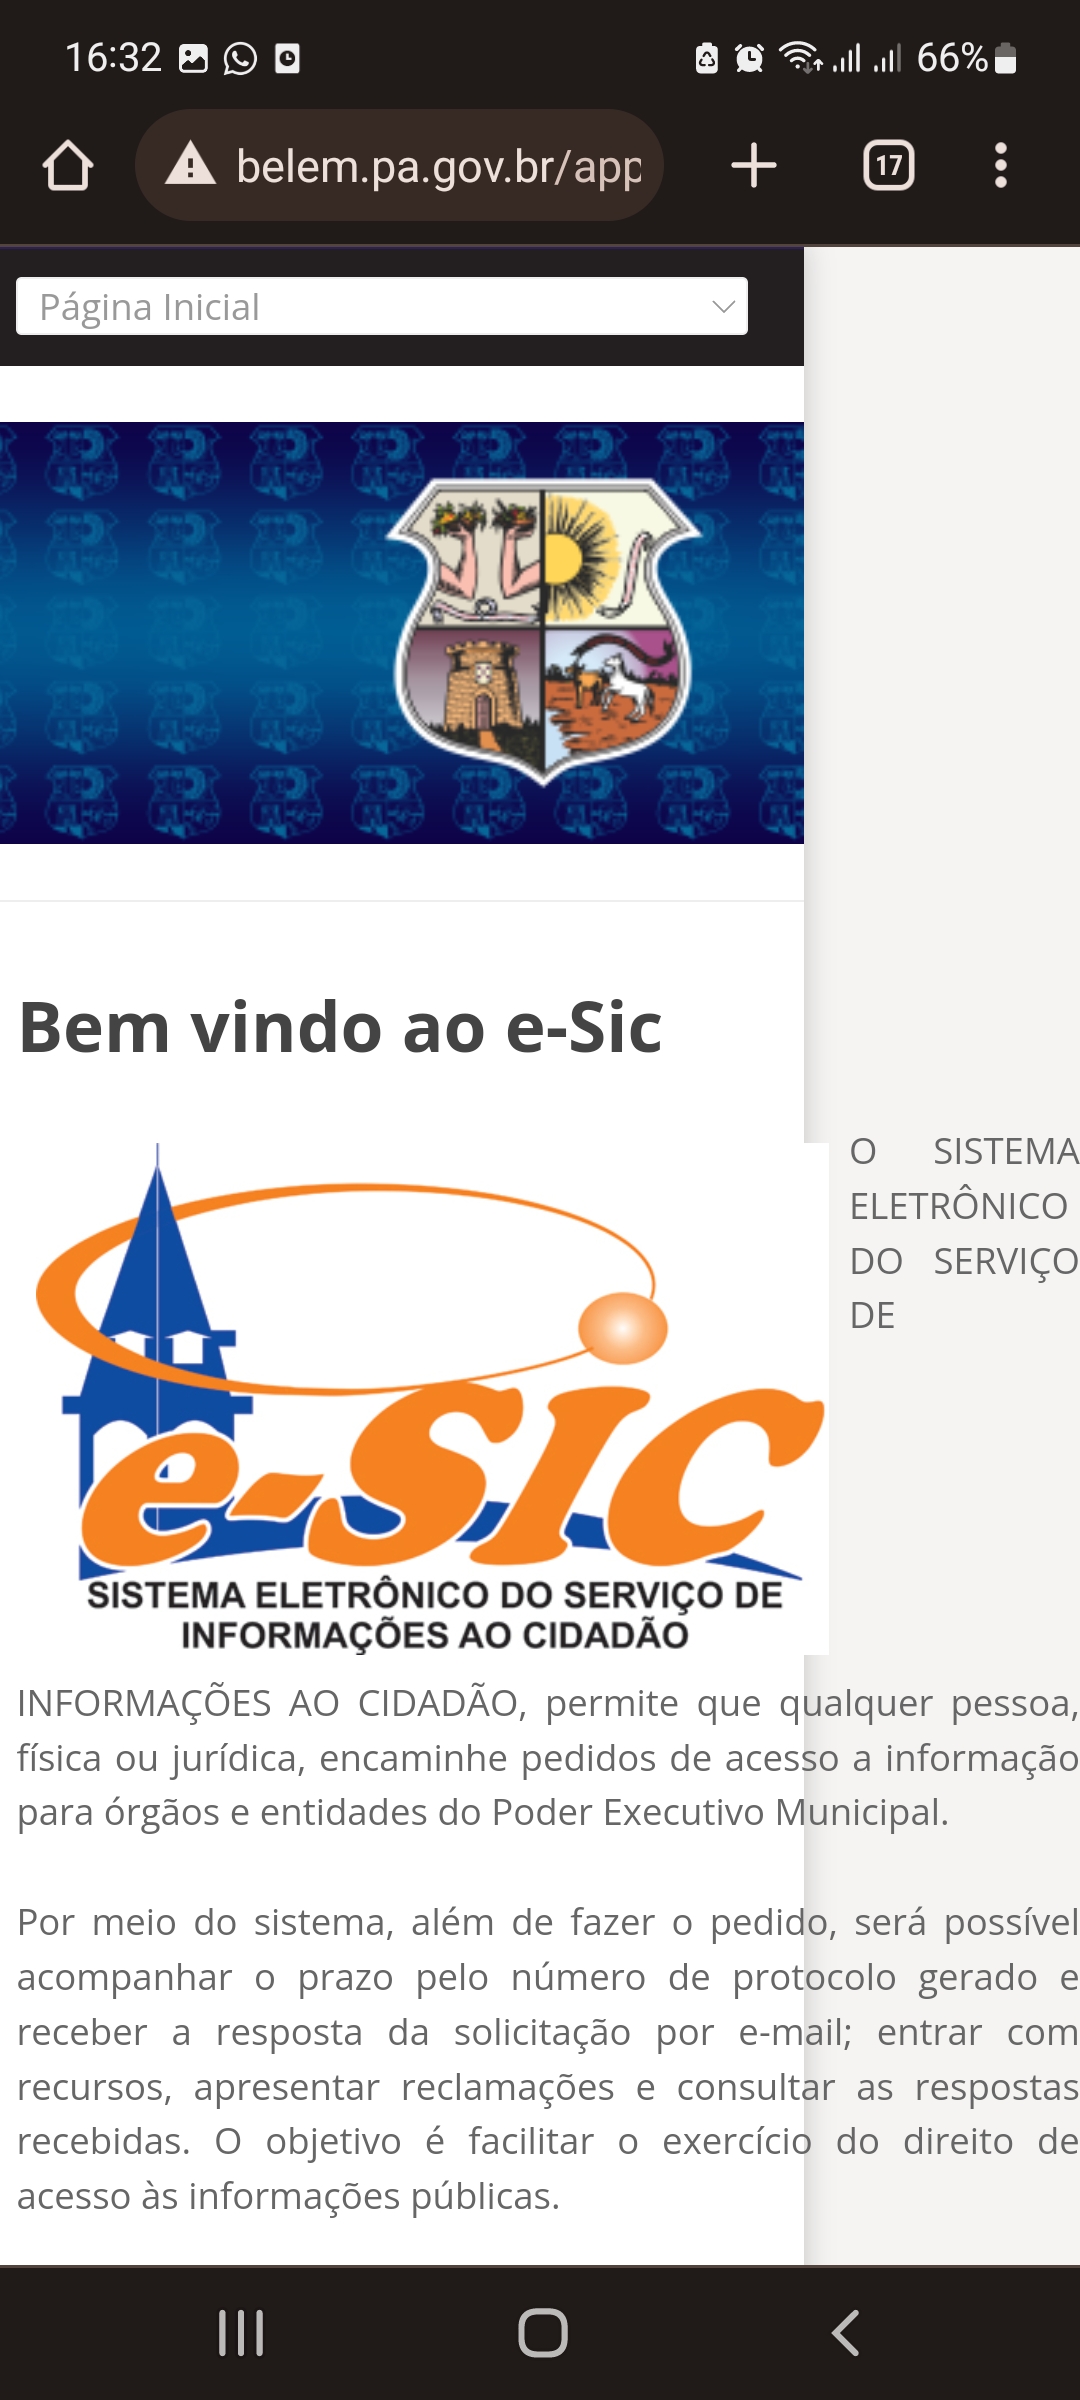 16:32
66%
belem.pa.gov.br/app
17
Página Inicial
Bem vindo ao e-Sic
e-SIC
SISTEMA ELETRÔNICO DO SERVIÇO DE
INFORMAÇÕES AO CIDADÃO
O SISTEMA
ELETRÔNICO
DO SERVIÇO
DE
INFORMAÇÕES AO CIDADÃO, permite que qualquer pessoa,
física ou jurídica, encaminhe pedidos de acesso a informação
para órgãos e entidades do Poder Executivo Municipal.
Por meio do sistema, além de fazer o pedido, será possível
acompanhar o prazo pelo número de protocolo gerado e
receber a resposta da solicitação por e-mail; entrar com
recursos, apresentar reclamações e consultar as respostas
recebidas. O objetivo é facilitar o exercício do direito de
acesso às informações públicas.